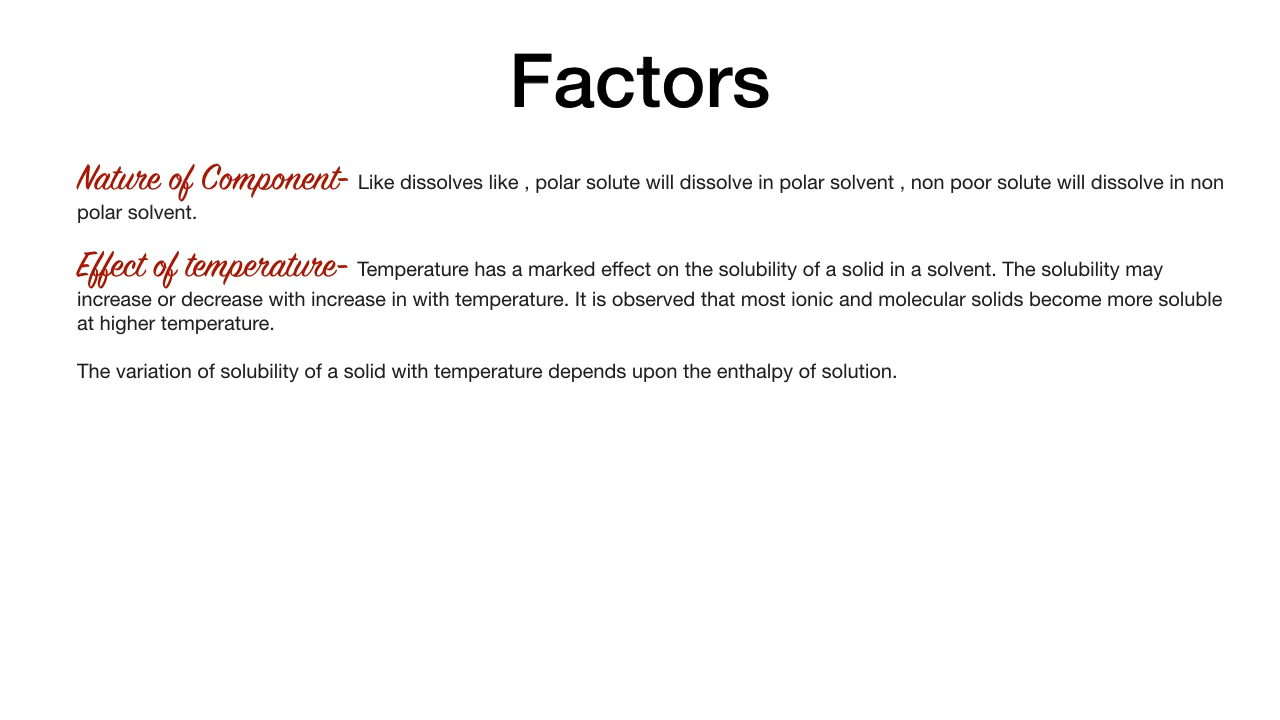 Factors
Nature of Component- Like dissolves like , polar solute will dissolve in polar solvent , non poor solute will dissolve in non
polar solvent.
Effect of temperature- Temperature has a marked effect on the solubility of a solid in a solvent. The solubility may
increase or decrease with increase in with temperature. It is observed that most ionic and molecular solids become more soluble
at higher temperature.
The variation of solubility of a solid with temperature depends upon the enthalpy of solution.